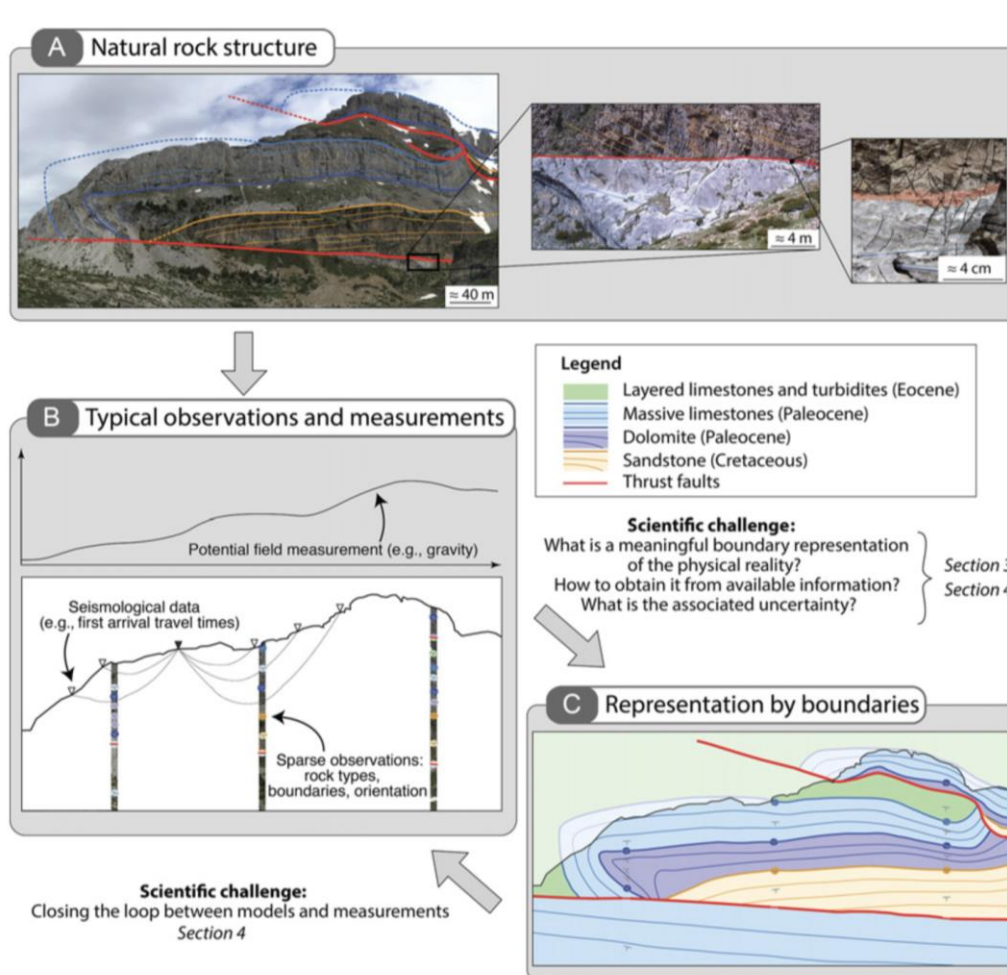 A Natural rock structure
≈ 40 m
≈ 4 m
≈ 4 cm
Legend
Layered limestones and turbidites (Eocene)
Massive limestones (Paleocene)
Dolomite (Paleocene)
Sandstone (Cretaceous)
Thrust faults
B Typical observations and measurements
Potential field measurement (e.g., gravity)
Seismological data
(e.g., first arrival travel times)
Sparse observations:
rock types,
boundaries, orientation
Scientific challenge:
What is a meaningful boundary representation
of the physical reality?
How to obtain it from available information?
What is the associated uncertainty?
Section 3
Section 4
C Representation by boundaries
Scientific challenge:
Closing the loop between models and measurements
Section 4